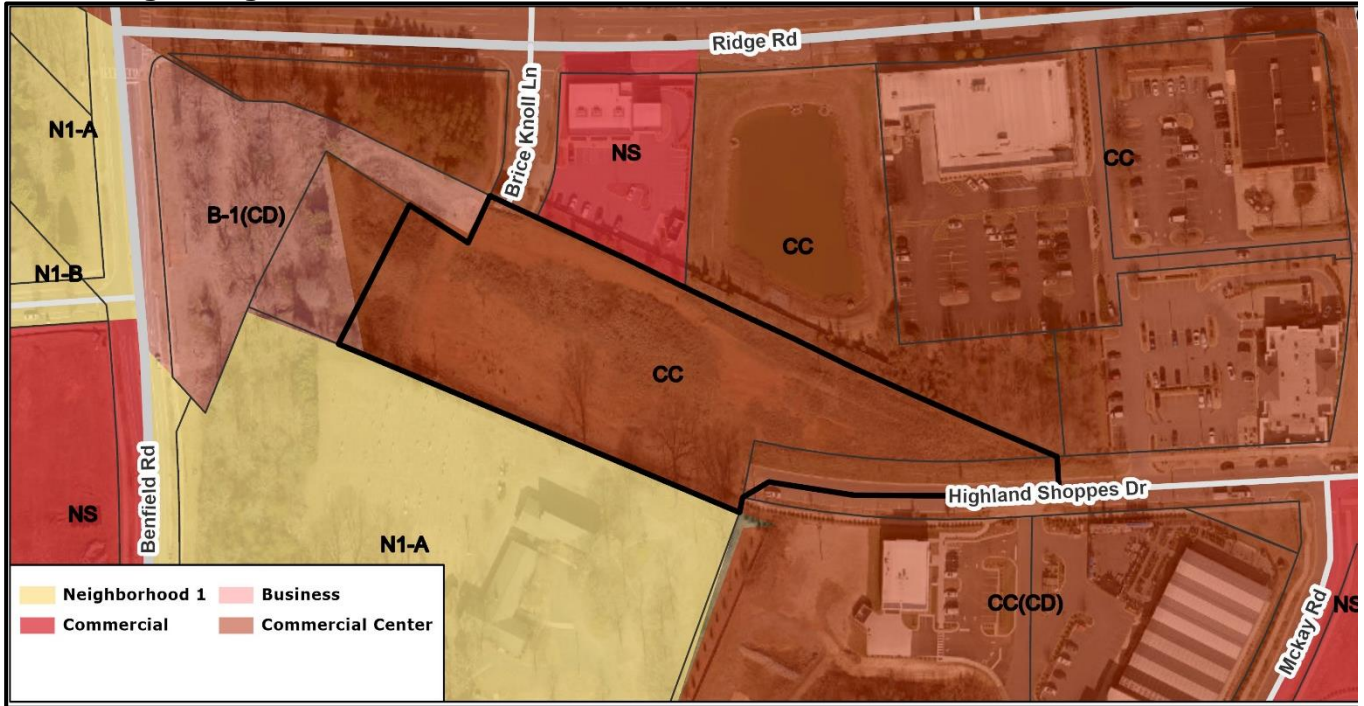 Ridge Rd
Brice Knoll Ln
N1-A
NS
CC
CC
B-1(CD)
N1-B
CC
Highland Shoppes Dr
Benfield Rd
NS
N1-A
CC(CD)
Mckay Rd
NS
Neighborhood 1
Business
Commercial
Commercial Center